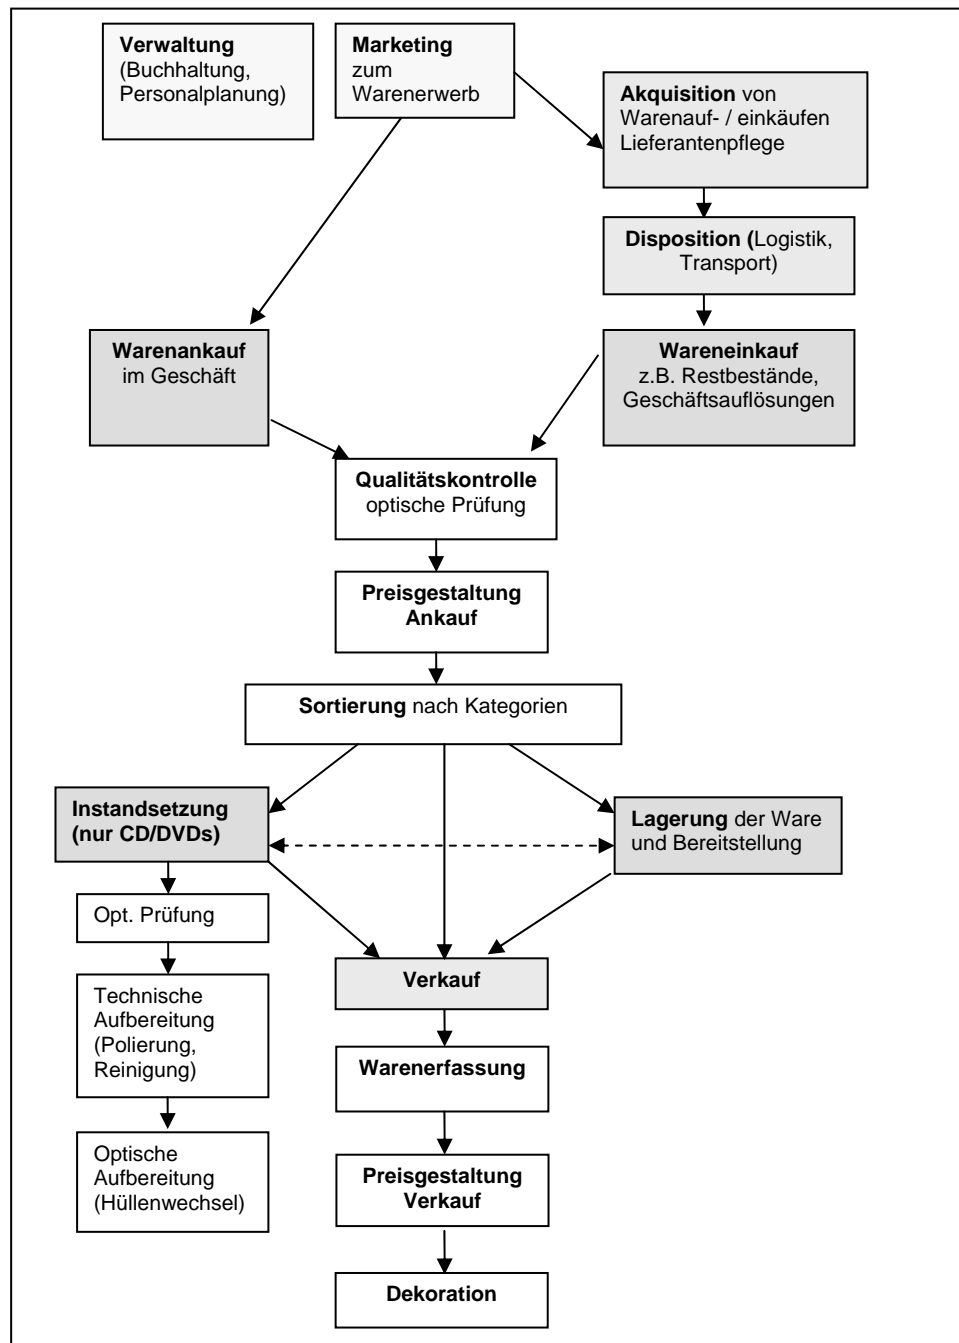 Verwaltung
(Buchhaltung,
Personalplanung)
Marketing
zum
Warenerwerb
Akquisition von
Warenauf- / einkäufen
Lieferantenpflege
Disposition (Logistik,
Transport)
Warenankauf
im Geschäft
Wareneinkauf
z.B. Restbestände,
Geschäftsauflösungen
Qualitätskontrolle
optische Prüfung
Preisgestaltung
Ankauf
Sortierung nach Kategorien
Instandsetzung
(nur CD/DVDs)
Lagerung der Ware
und Bereitstellung
Opt. Prüfung
Technische
Aufbereitung
(Polierung,
Reinigung)
Optische
Aufbereitung
(Hüllenwechsel)
Verkauf
Warenerfassung
Preisgestaltung
Verkauf
Dekoration